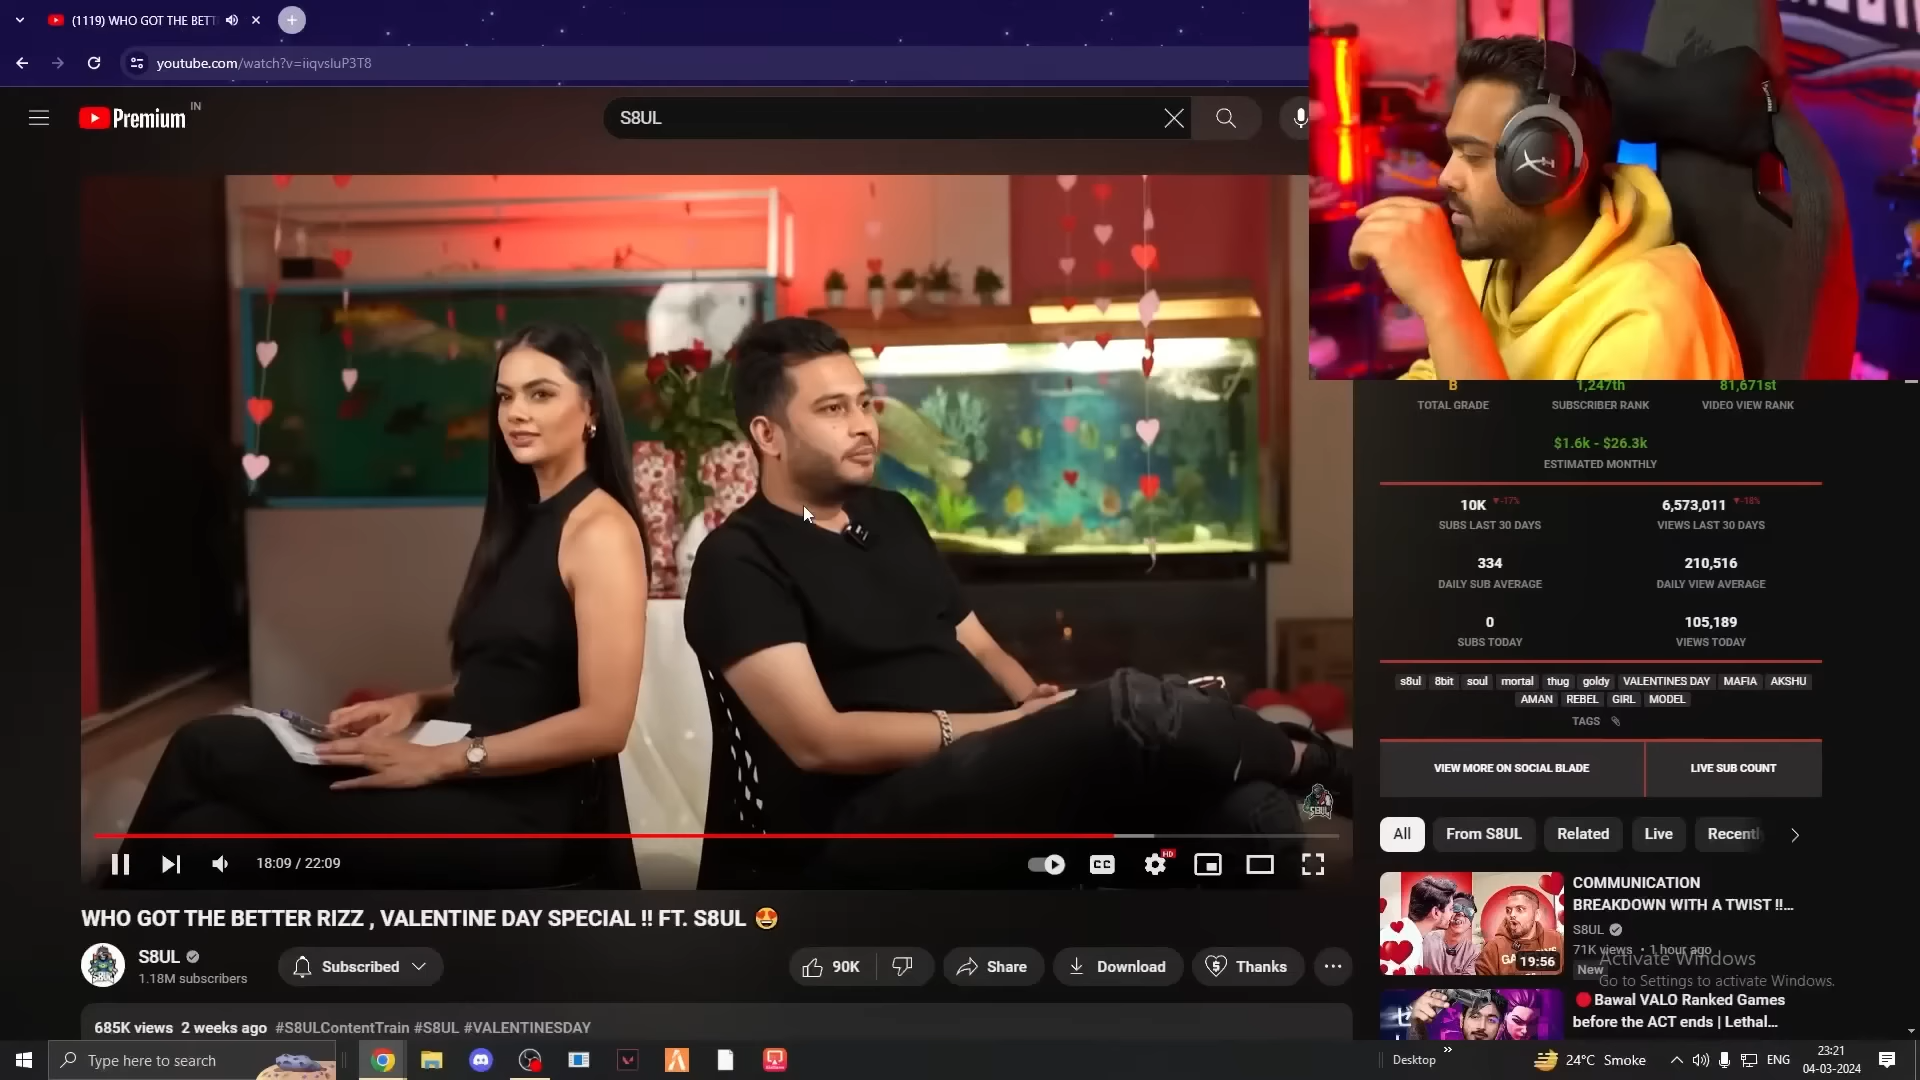 (1119) WHO GOT THE BETT
youtube.com/watch?v=iiqvsluP3T8
Premium IN
S8UL
B 1,247th 81,671st
TOTAL GRADE SUBSCRIBER RANK VIDEO VIEW RANK
$1.6k - $26.3k
ESTIMATED MONTHLY
10K -17% 6,573,011 -18%
SUBS LAST 30 DAYS VIEWS LAST 30 DAYS
334 210,516
DAILY SUB AVERAGE DAILY VIEW AVERAGE
0 105,189
SUBS TODAY VIEWS TODAY
s8ul 8bit soul mortal thug goldy VALENTINES DAY MAFIA AKSHU
AMAN REBEL GIRL MODEL
TAGS
VIEW MORE ON SOCIAL BLADE LIVE SUB COUNT
All From S8UL Related Live Recentl
S8UL
18:09 / 22:09
CC
HD
WHO GOT THE BETTER RIZZ , VALENTINE DAY SPECIAL !! FT. S8UL 😍
S8UL
1.18M subscribers
Subscribed
90K
Share
Download
Thanks
685K views 2 weeks ago #S8ULContentTrain #S8UL #VALENTINESDAY
COMMUNICATION
BREAKDOWN WITH A TWIST !!...
S8UL
71K views • 1 hour ago
New
19:56
Activate Windows
Go to Settings to activate Windows.
Bawal VALO Ranked Games
before the ACT ends | Lethal...
Type here to search
Desktop
24°C Smoke
ENG
23:21
04-03-2024